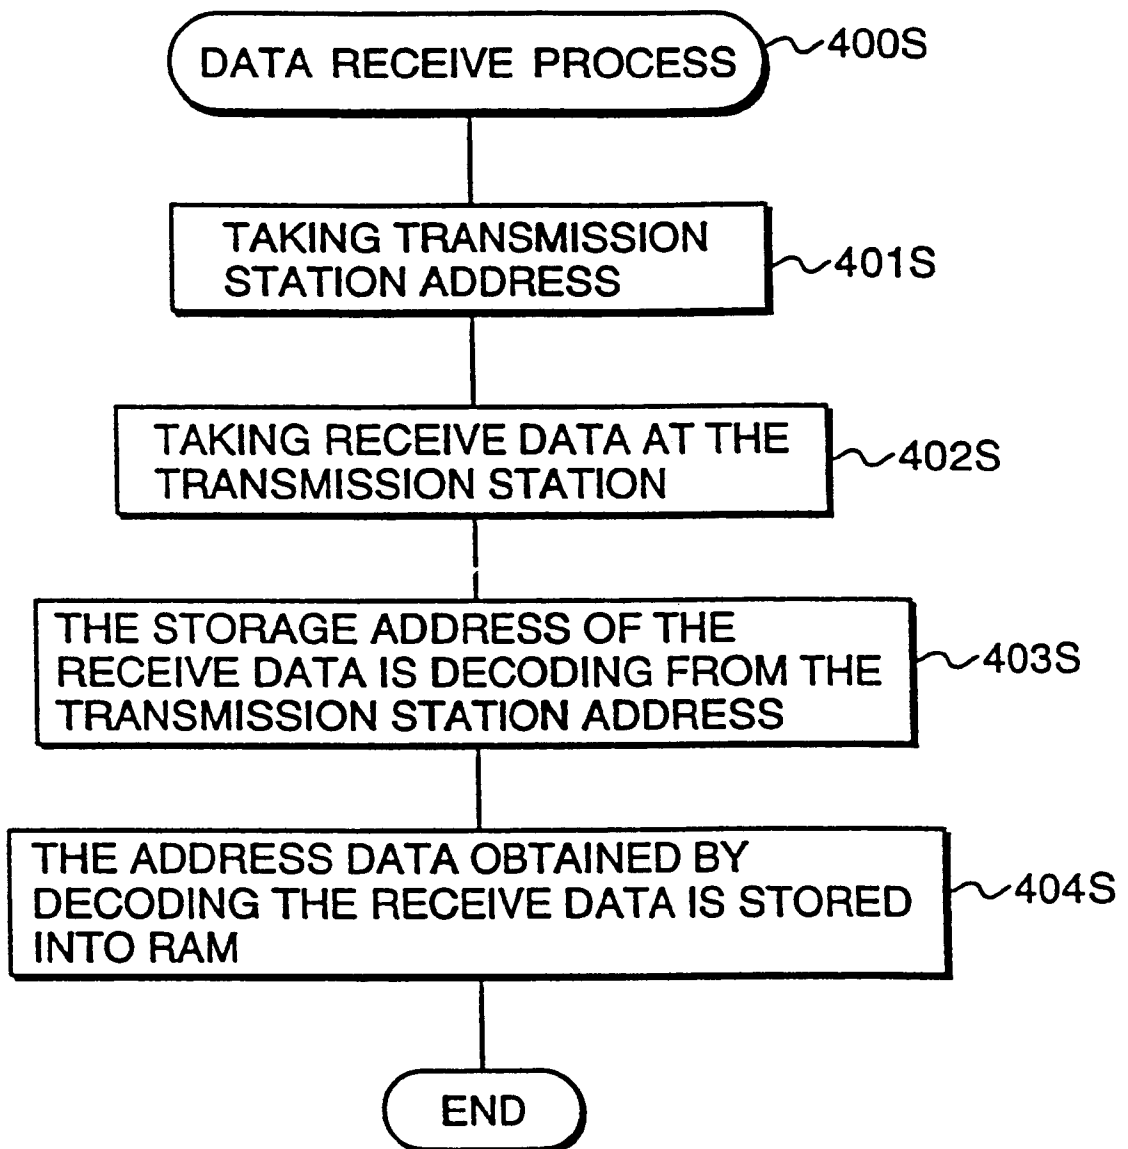 DATA RECEIVE PROCESS
400S
TAKING TRANSMISSION
STATION ADDRESS
401S
TAKING RECEIVE DATA AT THE
TRANSMISSION STATION
402S
THE STORAGE ADDRESS OF THE
RECEIVE DATA IS DECODING FROM THE
TRANSMISSION STATION ADDRESS
403S
THE ADDRESS DATA OBTAINED BY
DECODING THE RECEIVE DATA IS STORED
INTO RAM
404S
END